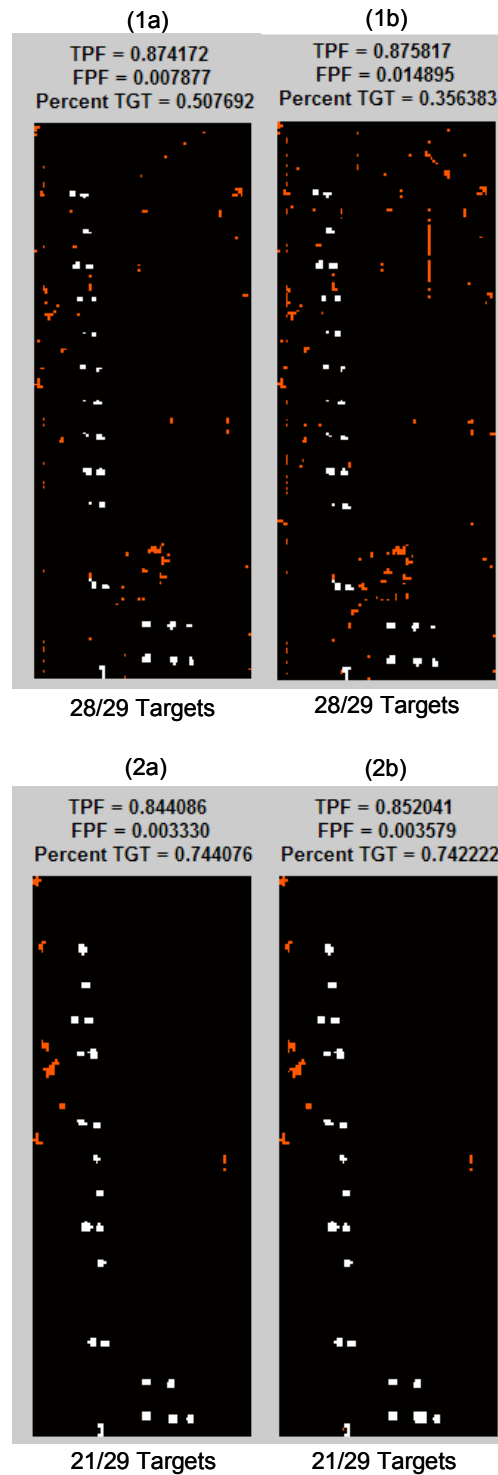 (1a)
TPF = 0.874172
FPF = 0.007877
Percent TGT = 0.507692
28/29 Targets
(1b)
TPF = 0.875817
FPF = 0.014895
Percent TGT = 0.356383
28/29 Targets
(2a)
TPF = 0.844086
FPF = 0.003330
Percent TGT = 0.744076
21/29 Targets
(2b)
TPF = 0.852041
FPF = 0.003579
Percent TGT = 0.742222
21/29 Targets